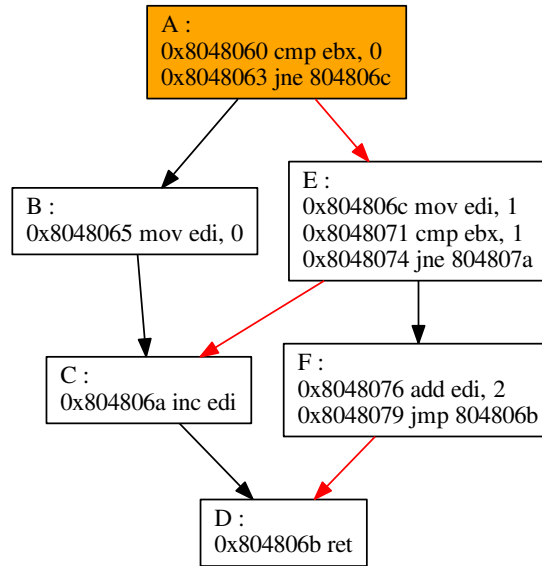 A :
0x8048060 cmp ebx, 0
0x8048063 jne 804806c
B :
0x8048065 mov edi, 0
E :
0x804806c mov edi, 1
0x8048071 cmp ebx, 1
0x8048074 jne 804807a
C :
0x804806a inc edi
F :
0x8048076 add edi, 2
0x8048079 jmp 804806b
D :
0x804806b ret